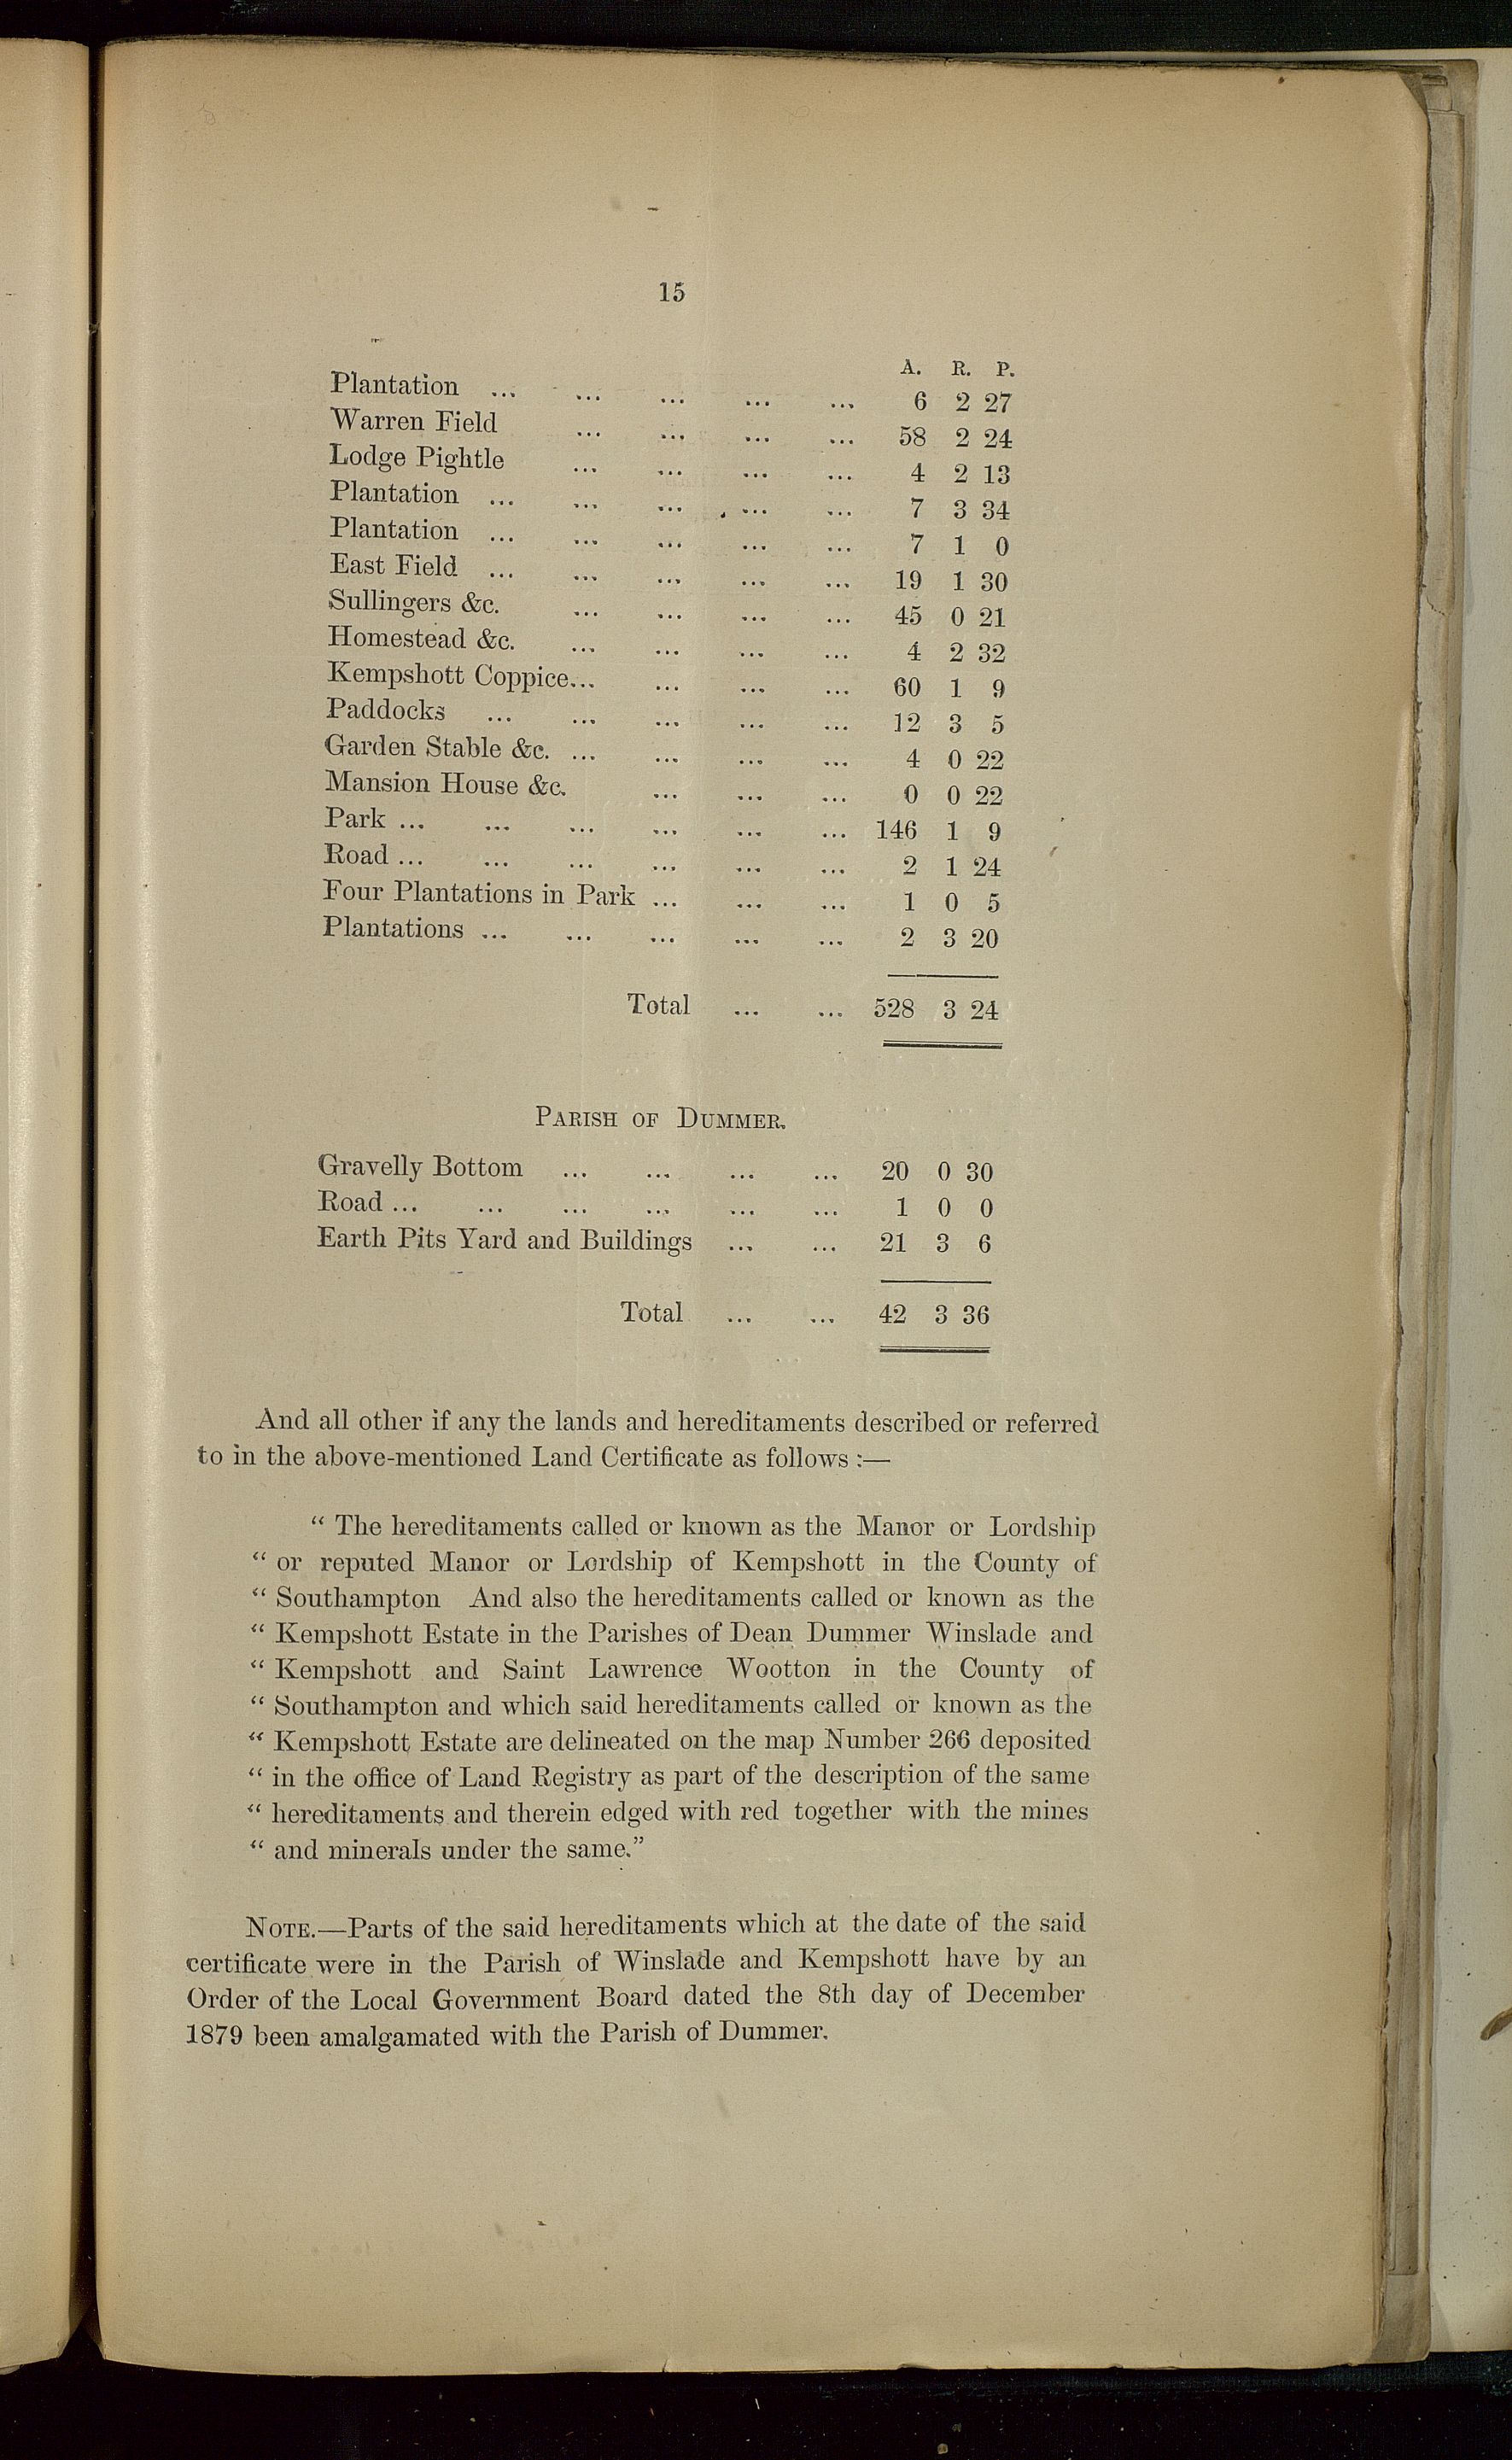 15
A. R. P.
Plantation ... ... ... ... ... 6 2 27
Warren Field ... ... ... ... 58 2 24
Lodge Pightle ... ... ... ... 4 2 13
Plantation ... ... ... ... ... 7 3 34
Plantation ... ... ... ... ... 7 1 0
East Field ... ... ... ... ... 19 1 30
Sullingers &c. ... ... ... ... 45 0 21
Homestead &c. ... ... ... ... 4 2 32
Kempshott Coppice... ... ... ... 60 1 9
Paddocks ... ... ... ... ... 12 3 5
Garden Stable &c. ... ... ... ... 4 0 22
Mansion House &c. ... ... ... 0 0 22
Park ... ... ... ... ... ... 146 1 9
Road ... ... ... ... ... ... 2 1 24
Four Plantations in Park ... ... ... 1 0 5
Plantations ... ... ... ... ... 2 3 20
Total ... ... 528 3 24
PARISH OF DUMMER.
Gravelly Bottom ... ... ... ... 20 0 30
Road ... ... ... ... ... ... 1 0 0
Earth Pits Yard and Buildings ... ... 21 3 6
Total ... ... 42 3 36
And all other if any the lands and hereditaments described or referred
to in the above-mentioned Land Certificate as follows :—
“ The hereditaments called or known as the Manor or Lordship
“ or reputed Manor or Lordship of Kempshott in the County of
“ Southampton And also the hereditaments called or known as the
“ Kempshott Estate in the Parishes of Dean Dummer Winslade and
“ Kempshott and Saint Lawrence Wootton in the County of
“ Southampton and which said hereditaments called or known as the
“ Kempshott Estate are delineated on the map Number 266 deposited
“ in the office of Land Registry as part of the description of the same
“ hereditaments and therein edged with red together with the mines
“ and minerals under the same.”
NOTE.—Parts of the said hereditaments which at the date of the said
certificate were in the Parish of Winslade and Kempshott have by an
Order of the Local Government Board dated the 8th day of December
1879 been amalgamated with the Parish of Dummer.